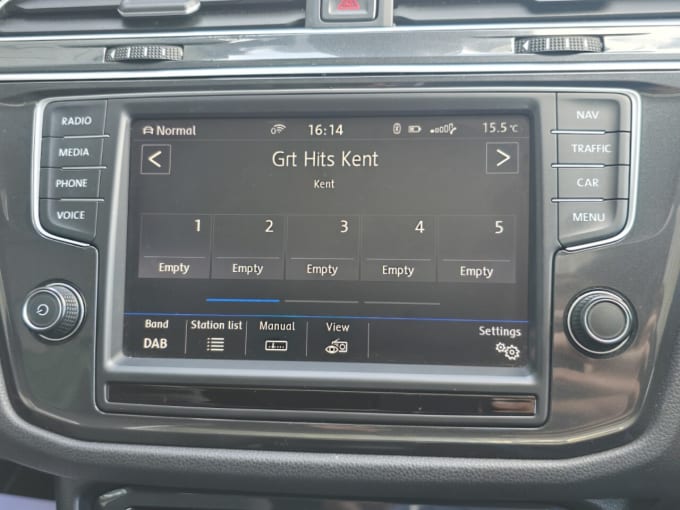 RADIO
MEDIA
PHONE
VOICE
NAV
TRAFFIC
CAR
MENU
Normal
16:14
15.5 °C
<
Grt Hits Kent
>
Kent
1 2 3 4 5
Empty Empty Empty Empty Empty
Band Station list Manual View Settings
DAB